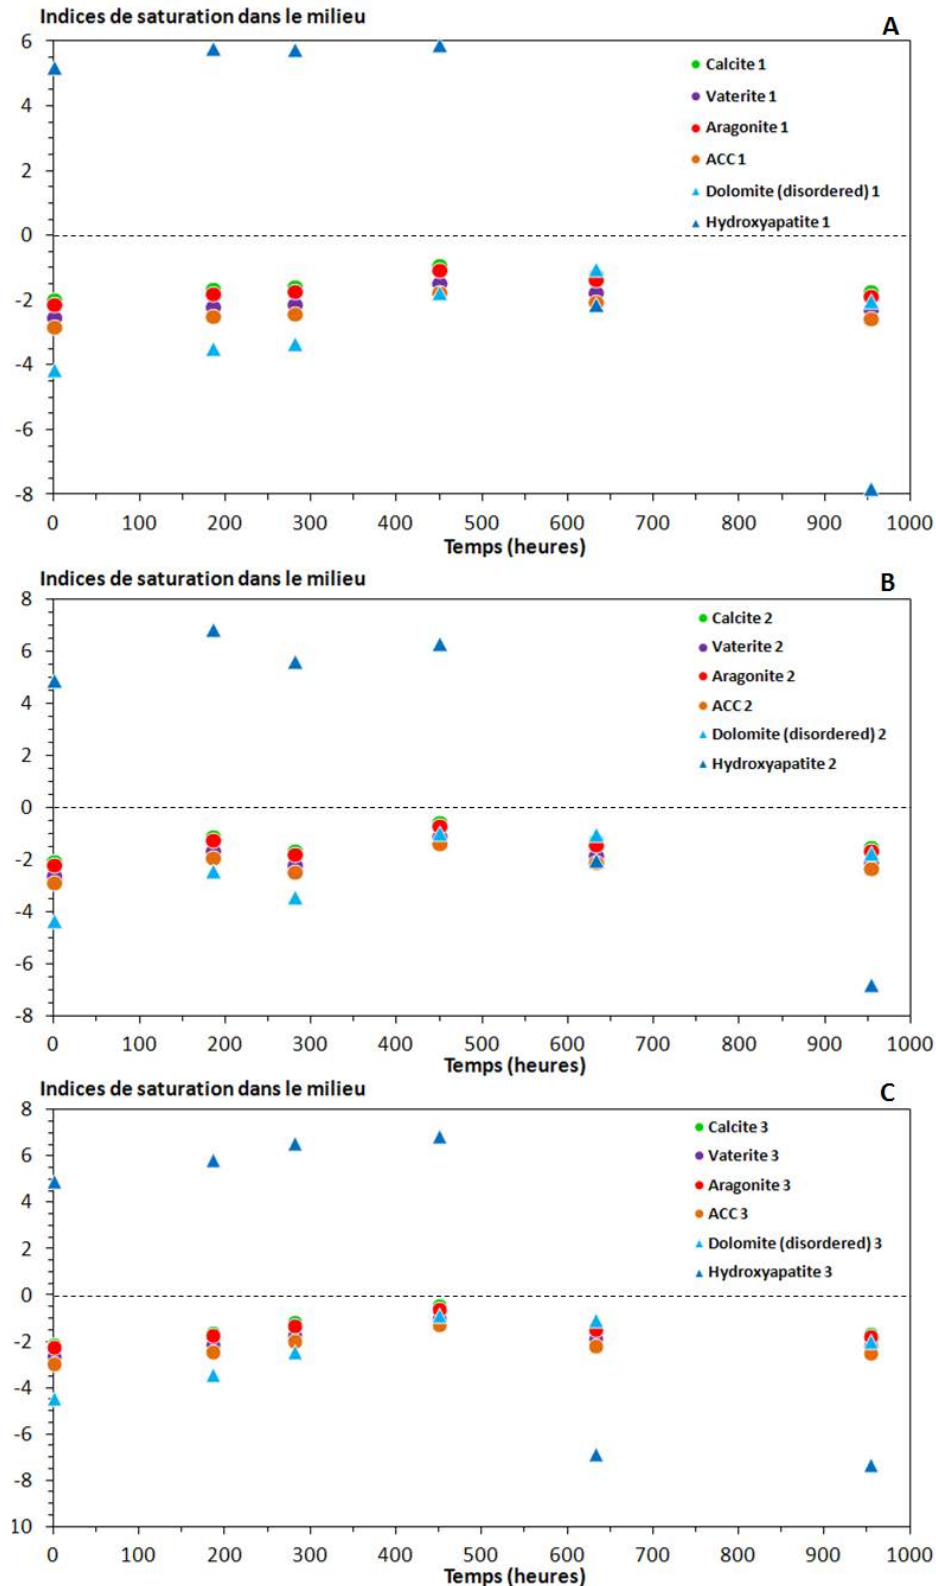 Indices de saturation dans le milieu
A
6
4
2
0
-2
-4
-6
-8
Calcite 1
Vaterite 1
Aragonite 1
ACC 1
Dolomite (disordered) 1
Hydroxyapatite 1
0 100 200 300 400 500 600 700 800 900 1000
Temps (heures)
Indices de saturation dans le milieu
B
8
6
4
2
0
-2
-4
-6
-8
Calcite 2
Vaterite 2
Aragonite 2
ACC 2
Dolomite (disordered) 2
Hydroxyapatite 2
0 100 200 300 400 500 600 700 800 900 1000
Temps (heures)
Indices de saturation dans le milieu
C
8
6
4
2
0
-2
-4
-6
-8
10
Calcite 3
Vaterite 3
Aragonite 3
ACC 3
Dolomite (disordered) 3
Hydroxyapatite 3
0 100 200 300 400 500 600 700 800 900 1000
Temps (heures)